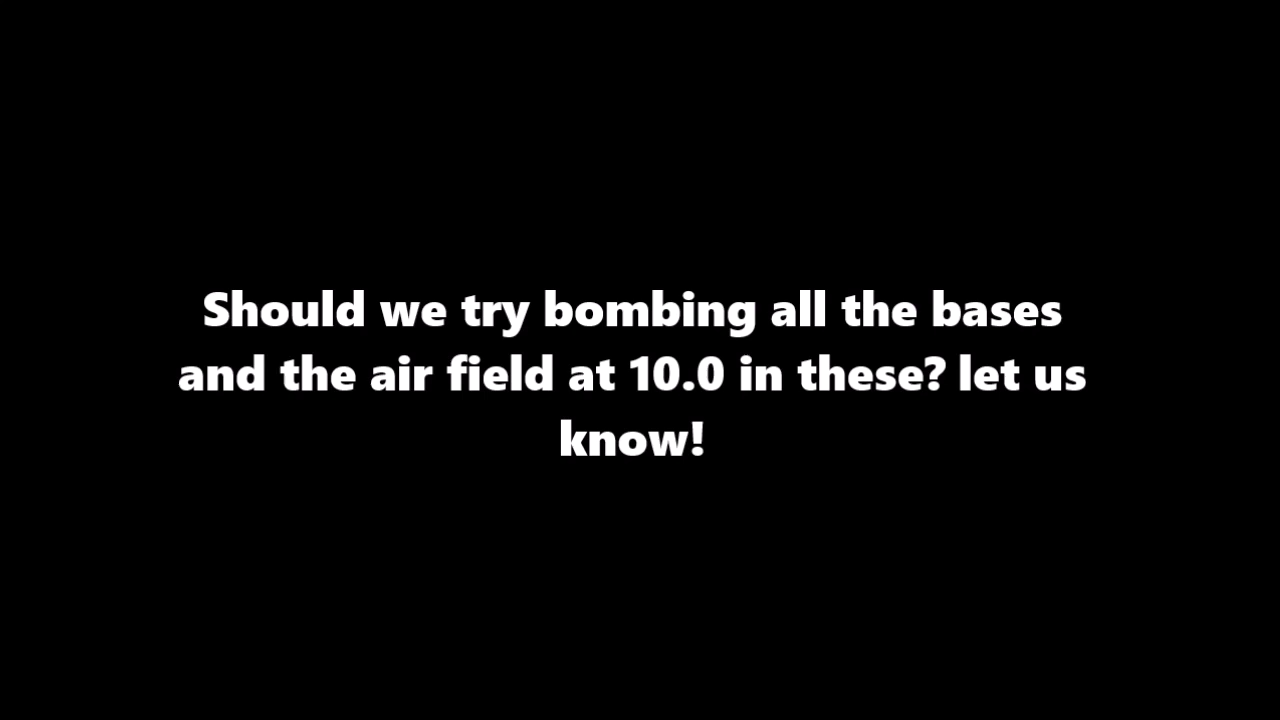 Should we try bombing all the bases
and the air field at 10.0 in these? let us
know!